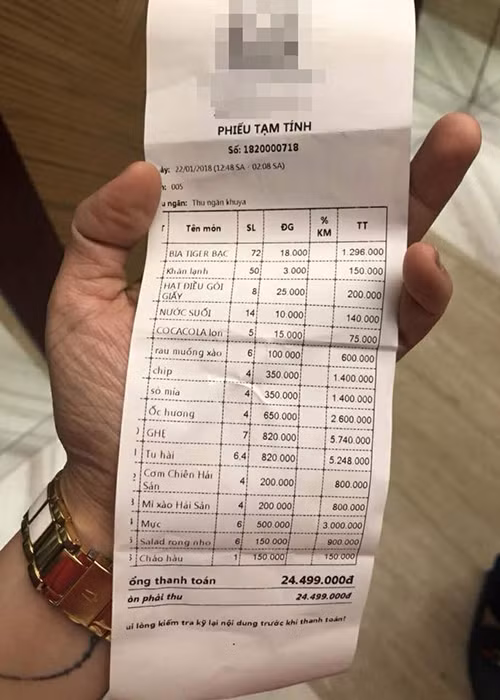 PHIẾU TẠM TÍNH
Số: 1820000718
ày: 22/01/2018 (12:48 SA - 02:08 SA)
: 005
u ngân: Thu ngân khuya
Tên món SL ĐG % KM TT
BIA TIGER BẠC 72 18.000 1.296.000
Khăn lạnh 50 3.000 150.000
HẠT ĐIỀU GÓI GIẤY 8 25.000 200.000
NƯỚC SUỐI 14 10.000 140.000
COCACOLA lon 5 15.000 75.000
rau muống xào 6 100.000 600.000
chip 4 350.000 1.400.000
sò mía 4 350.000 1.400.000
Ốc hương 4 650.000 2.600.000
) GHẸ 7 820.000 5.740.000
Tu hài 6,4 820.000 5.248.000
Cơm Chiên Hải Sản 4 200.000 800.000
Mì xào Hải Sản 4 200.000 800.000
Mực 6 500.000 3.000.000
Salad rong nho 6 150.000 900.000
Cháo hàu 1 150.000 150.000
ổng thanh toán 24.499.000đ
òn phải thu 24.499.000đ
ui lòng kiểm tra kỹ lại nội dung trước khi thanh toán!